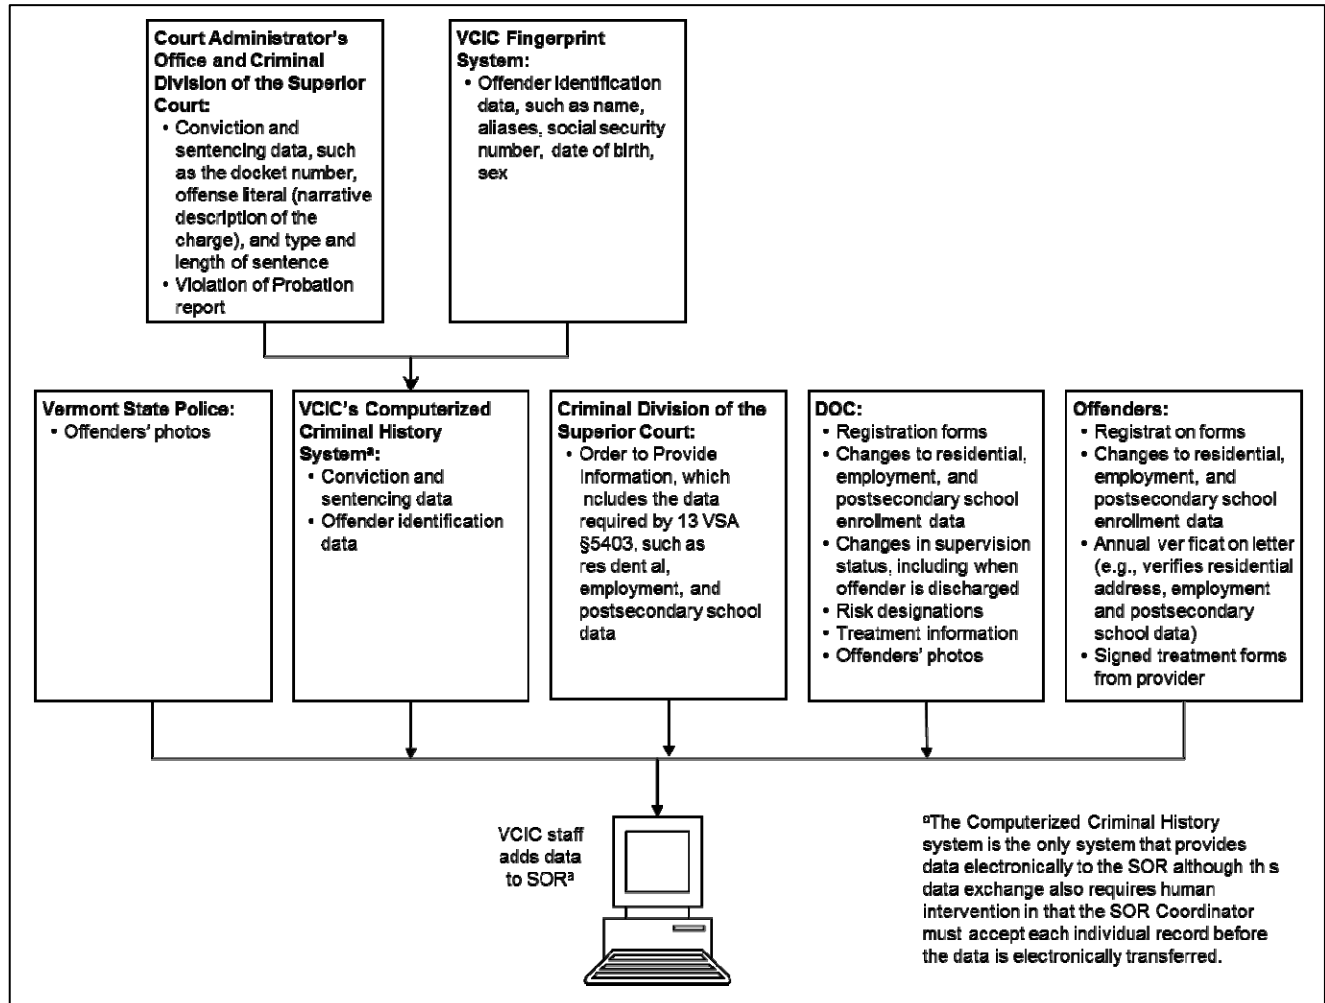 Court Administrator's
Office and Criminal
Division of the Superior
Court:
• Conviction and
sentencing data, such
as the docket number,
offense literal (narrative
description of the
charge), and type and
length of sentence
• Violation of Probation
report
VCIC Fingerprint
System:
• Offender identification
data, such as name,
aliases, social security
number, date of birth,
sex
Vermont State Police:
• Offenders' photos
VCIC's Computerized
Criminal History
Systemᵃ:
• Conviction and
sentencing data
• Offender identification
data
Criminal Division of the
Superior Court:
• Order to Provide
Information, which
includes the data
required by 13 VSA
§5403, such as
res dent al,
employment, and
postsecondary school
data
DOC:
• Registration forms
• Changes to residential,
employment, and
postsecondary school
enrollment data
• Changes in supervision
status, including when
offender is discharged
• Risk designations
• Treatment information
• Offenders' photos
Offenders:
• Registrat on forms
• Changes to residential,
employment, and
postsecondary school
enrollment data
• Annual ver ficat on letter
(e.g., verifies residential
address, employment
and postsecondary
school data)
• Signed treatment forms
from provider
VCIC staff
adds data
to SORᵃ
ᵃThe Computerized Criminal History
system is the only system that provides
data electronically to the SOR although th s
data exchange also requires human
intervention in that the SOR Coordinator
must accept each individual record before
the data is electronically transferred.